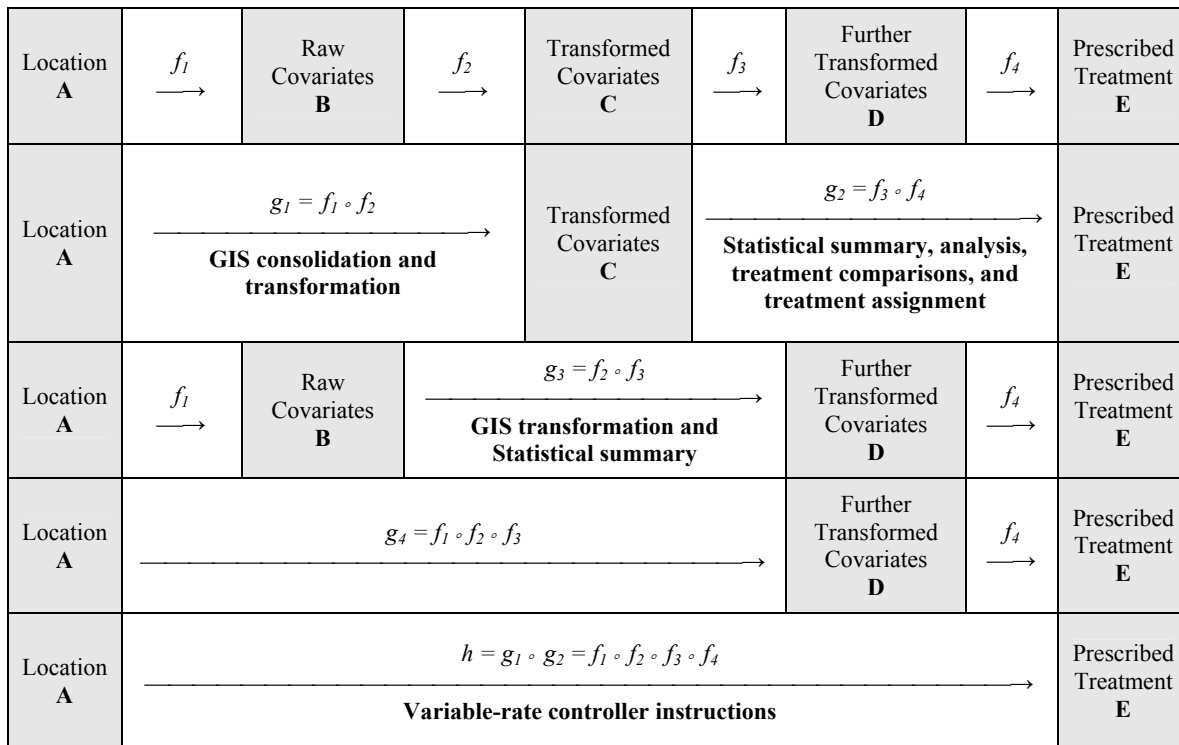 Location
A
f1
⟶
Raw
Covariates
B
f2
⟶
Transformed
Covariates
C
f3
⟶
Further
Transformed
Covariates
D
f4
⟶
Prescribed
Treatment
E
Location
A
g1 = f1 ∘ f2
GIS consolidation and
transformation
Transformed
Covariates
C
g2 = f3 ∘ f4
Statistical summary, analysis,
treatment comparisons, and
treatment assignment
Prescribed
Treatment
E
Location
A
f1
⟶
Raw
Covariates
B
g3 = f2 ∘ f3
GIS transformation and
Statistical summary
Further
Transformed
Covariates
D
f4
⟶
Prescribed
Treatment
E
Location
A
g4 = f1 ∘ f2 ∘ f3
Further
Transformed
Covariates
D
f4
⟶
Prescribed
Treatment
E
Location
A
h = g1 ∘ g2 = f1 ∘ f2 ∘ f3 ∘ f4
Variable-rate controller instructions
Prescribed
Treatment
E